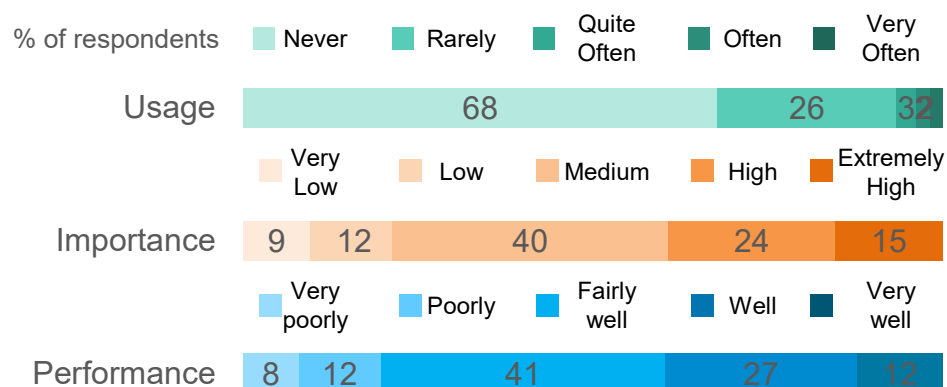 % of respondents Never Rarely Quite Often Often Very Often
Usage 68 26 3 2 2
Very Low Low Medium High Extremely High
Importance 9 12 40 24 15
Very poorly Poorly Fairly well Well Very well
Performance 8 12 41 27 12